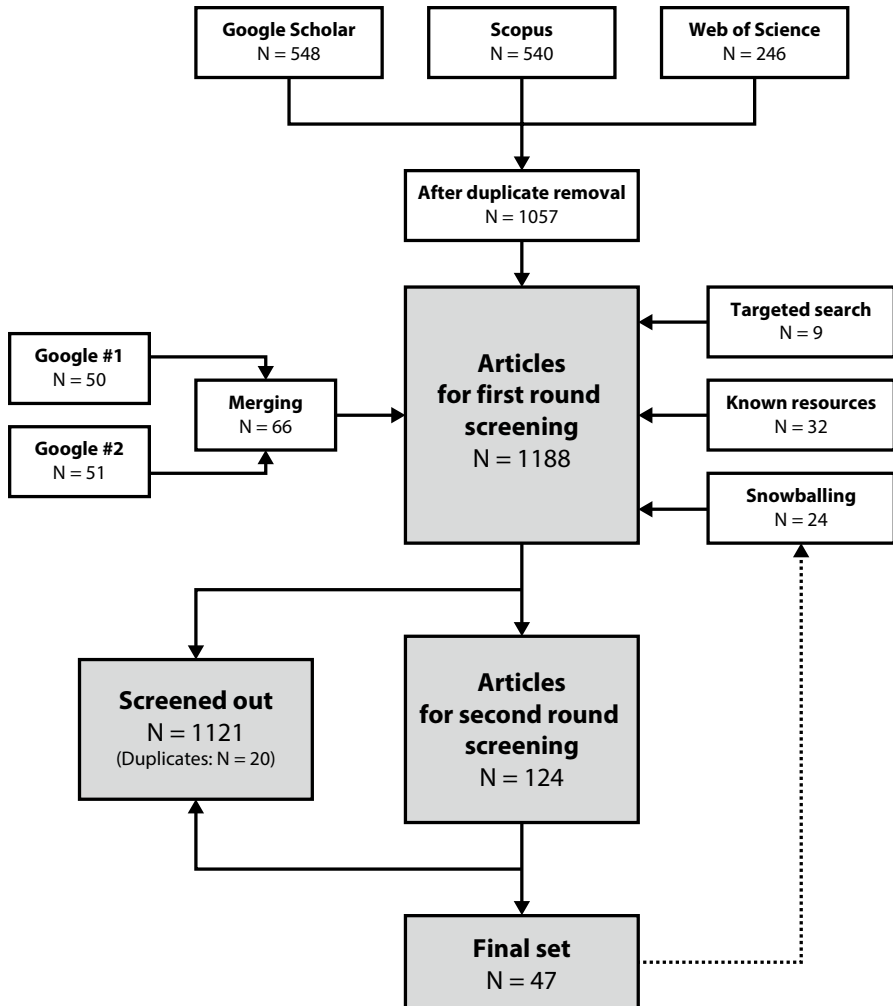 Google Scholar
N = 548
Scopus
N = 540
Web of Science
N = 246
After duplicate removal
N = 1057
Google #1
N = 50
Google #2
N = 51
Merging
N = 66
Articles
for first round
screening
N = 1188
Targeted search
N = 9
Known resources
N = 32
Snowballing
N = 24
Screened out
N = 1121
(Duplicates: N = 20)
Articles
for second round
screening
N = 124
Final set
N = 47